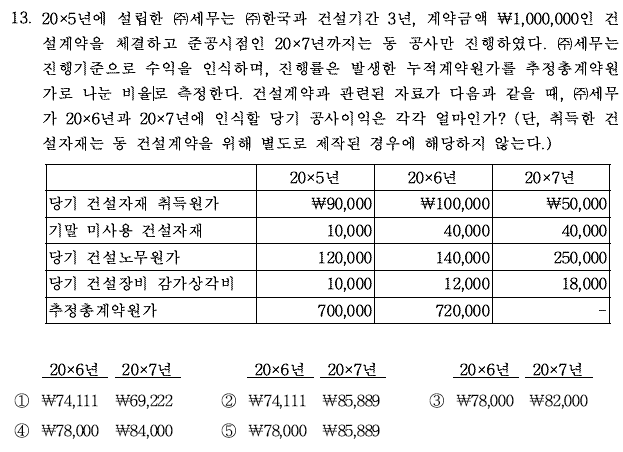 13. 20×5년에 설립한 ㈜세무는 ㈜한국과 건설기간 3년, 계약금액 ₩1,000,000인 건
설계약을 체결하고 준공시점인 20×7년까지는 동 공사만 진행하였다. ㈜세무는
진행기준으로 수익을 인식하며, 진행률은 발생한 누적계약원가를 추정총계약원
가로 나눈 비율로 측정한다. 건설계약과 관련된 자료가 다음과 같을 때, ㈜세무
가 20×6년과 20×7년에 인식할 당기 공사이익은 각각 얼마인가? (단, 취득한 건
설자재는 동 건설계약을 위해 별도로 제작된 경우에 해당하지 않는다.)
20×5년 20×6년 20×7년
당기 건설자재 취득원가 ₩90,000 ₩100,000 ₩50,000
기말 미사용 건설자재 10,000 40,000 40,000
당기 건설노무원가 120,000 140,000 250,000
당기 건설장비 감가상각비 10,000 12,000 18,000
추정총계약원가 700,000 720,000 –
20×6년 20×7년 20×6년 20×7년 20×6년 20×7년
① ₩74,111 ₩69,222 ② ₩74,111 ₩85,889 ③ ₩78,000 ₩82,000
④ ₩78,000 ₩84,000 ⑤ ₩78,000 ₩85,889